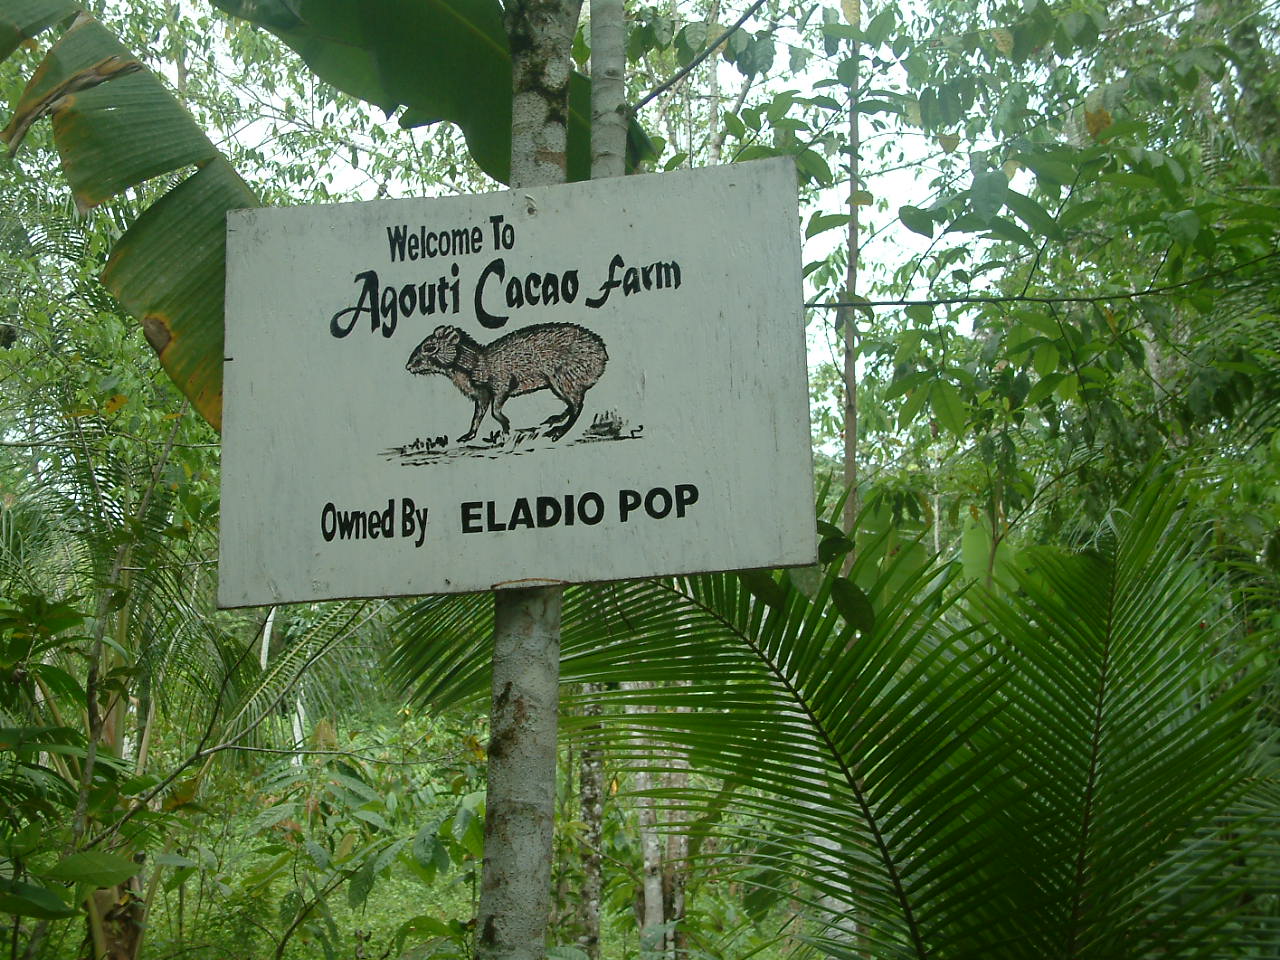 Welcome To
Agouti Cacao Farm
Owned By ELADIO POP